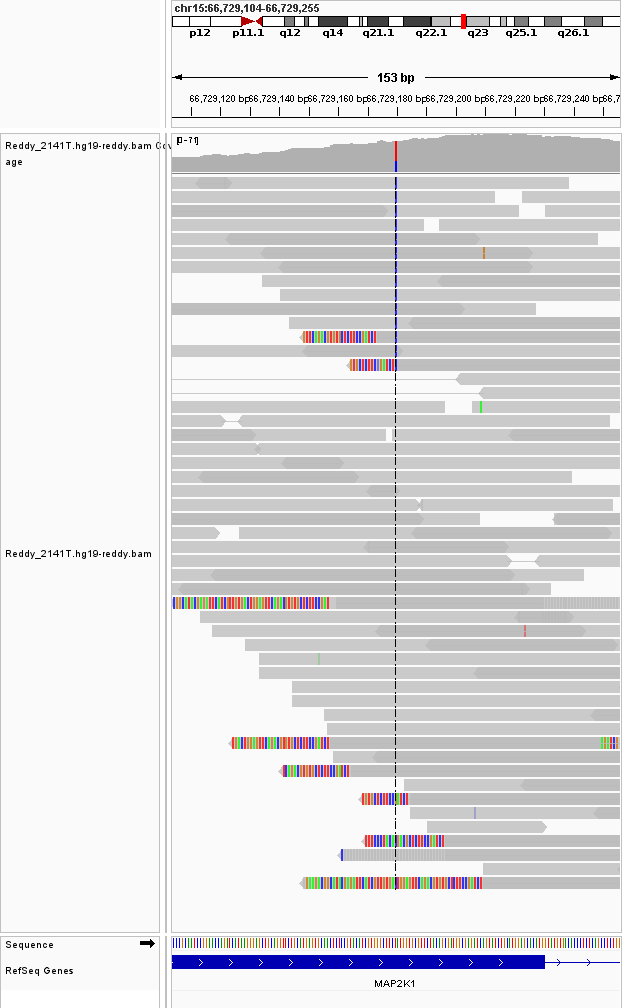 chr15:66,729,104-66,729,255
p12 p11.1 q12 q14 q21.1 q22.1 q23 q25.1 q26.1
153 bp
66,729,120 bp 66,729,140 bp 66,729,160 bp 66,729,180 bp 66,729,200 bp 66,729,220 bp 66,729,240 bp 66,7
Reddy_2141T.hg19-reddy.bam Cov
age
[0-71]
Reddy_2141T.hg19-reddy.bam
Sequence
RefSeq Genes
MAP2K1